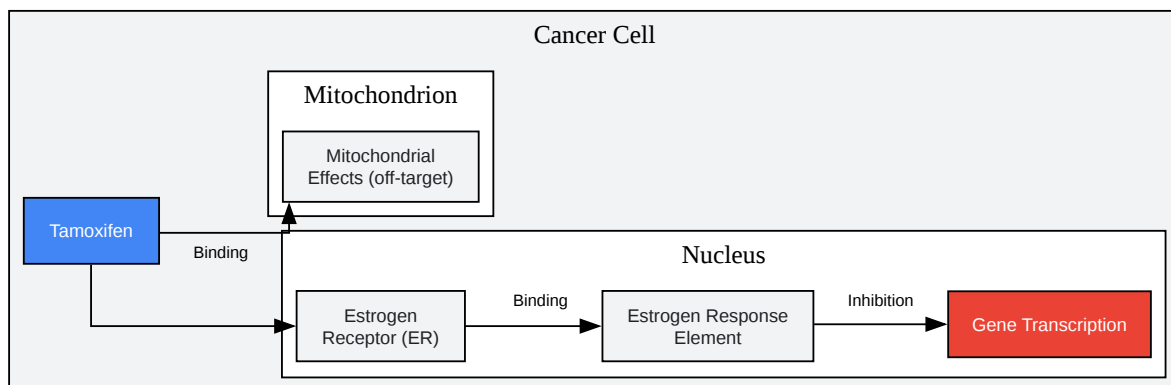 Cancer Cell
Mitochondrion
Mitochondrial
Effects (off-target)
Tamoxifen
Binding
Nucleus
Estrogen
Receptor (ER)
Binding
Estrogen Response
Element
Inhibition
Gene Transcription